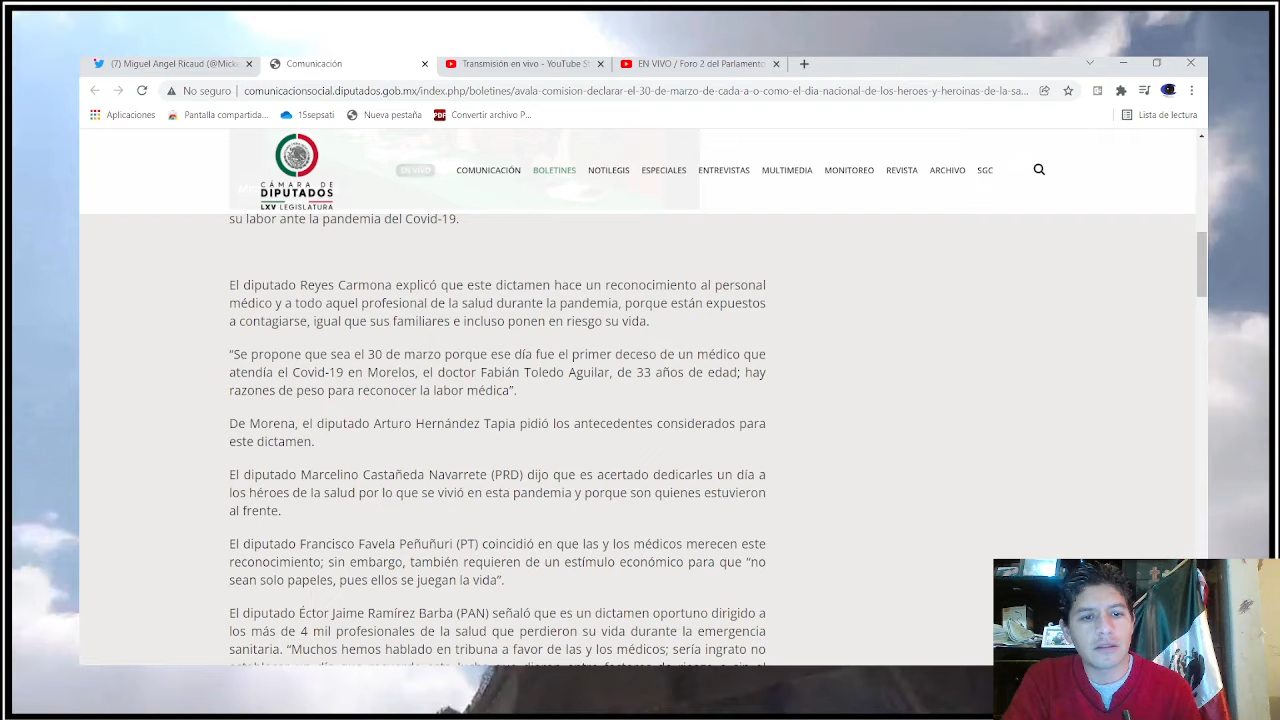 (7) Miguel Angel Ricaud (@Micke
Comunicación
Transmisión en vivo - YouTube S
EN VIVO / Foro 2 del Parlamento
No seguro
comunicacionsocial.diputados.gob.mx/index.php/boletines/avala-comision-declarar-el-30-de-marzo-de-cada-a-o-como-el-dia-nacional-de-los-heroes-y-heroinas-de-la-sa...
Aplicaciones
Pantalla compartida...
15sepsati
Nueva pestaña
PDF
Convertir archivo P...
Lista de lectura
CÁMARA DE
DIPUTADOS
LXV LEGISLATURA
EN VIVO
COMUNICACIÓN
BOLETINES
NOTILEGIS
ESPECIALES
ENTREVISTAS
MULTIMEDIA
MONITOREO
REVISTA
ARCHIVO
SGC
su labor ante la pandemia del Covid-19.
El diputado Reyes Carmona explicó que este dictamen hace un reconocimiento al personal
médico y a todo aquel profesional de la salud durante la pandemia, porque están expuestos
a contagiarse, igual que sus familiares e incluso ponen en riesgo su vida.
“Se propone que sea el 30 de marzo porque ese día fue el primer deceso de un médico que
atendía el Covid-19 en Morelos, el doctor Fabián Toledo Aguilar, de 33 años de edad; hay
razones de peso para reconocer la labor médica”.
De Morena, el diputado Arturo Hernández Tapia pidió los antecedentes considerados para
este dictamen.
El diputado Marcelino Castañeda Navarrete (PRD) dijo que es acertado dedicarles un día a
los héroes de la salud por lo que se vivió en esta pandemia y porque son quienes estuvieron
al frente.
El diputado Francisco Favela Peñuñuri (PT) coincidió en que las y los médicos merecen este
reconocimiento; sin embargo, también requieren de un estímulo económico para que “no
sean solo papeles, pues ellos se juegan la vida”.
El diputado Éctor Jaime Ramírez Barba (PAN) señaló que es un dictamen oportuno dirigido a
los más de 4 mil profesionales de la salud que perdieron su vida durante la emergencia
sanitaria. “Muchos hemos hablado en tribuna a favor de las y los médicos; sería ingrato no